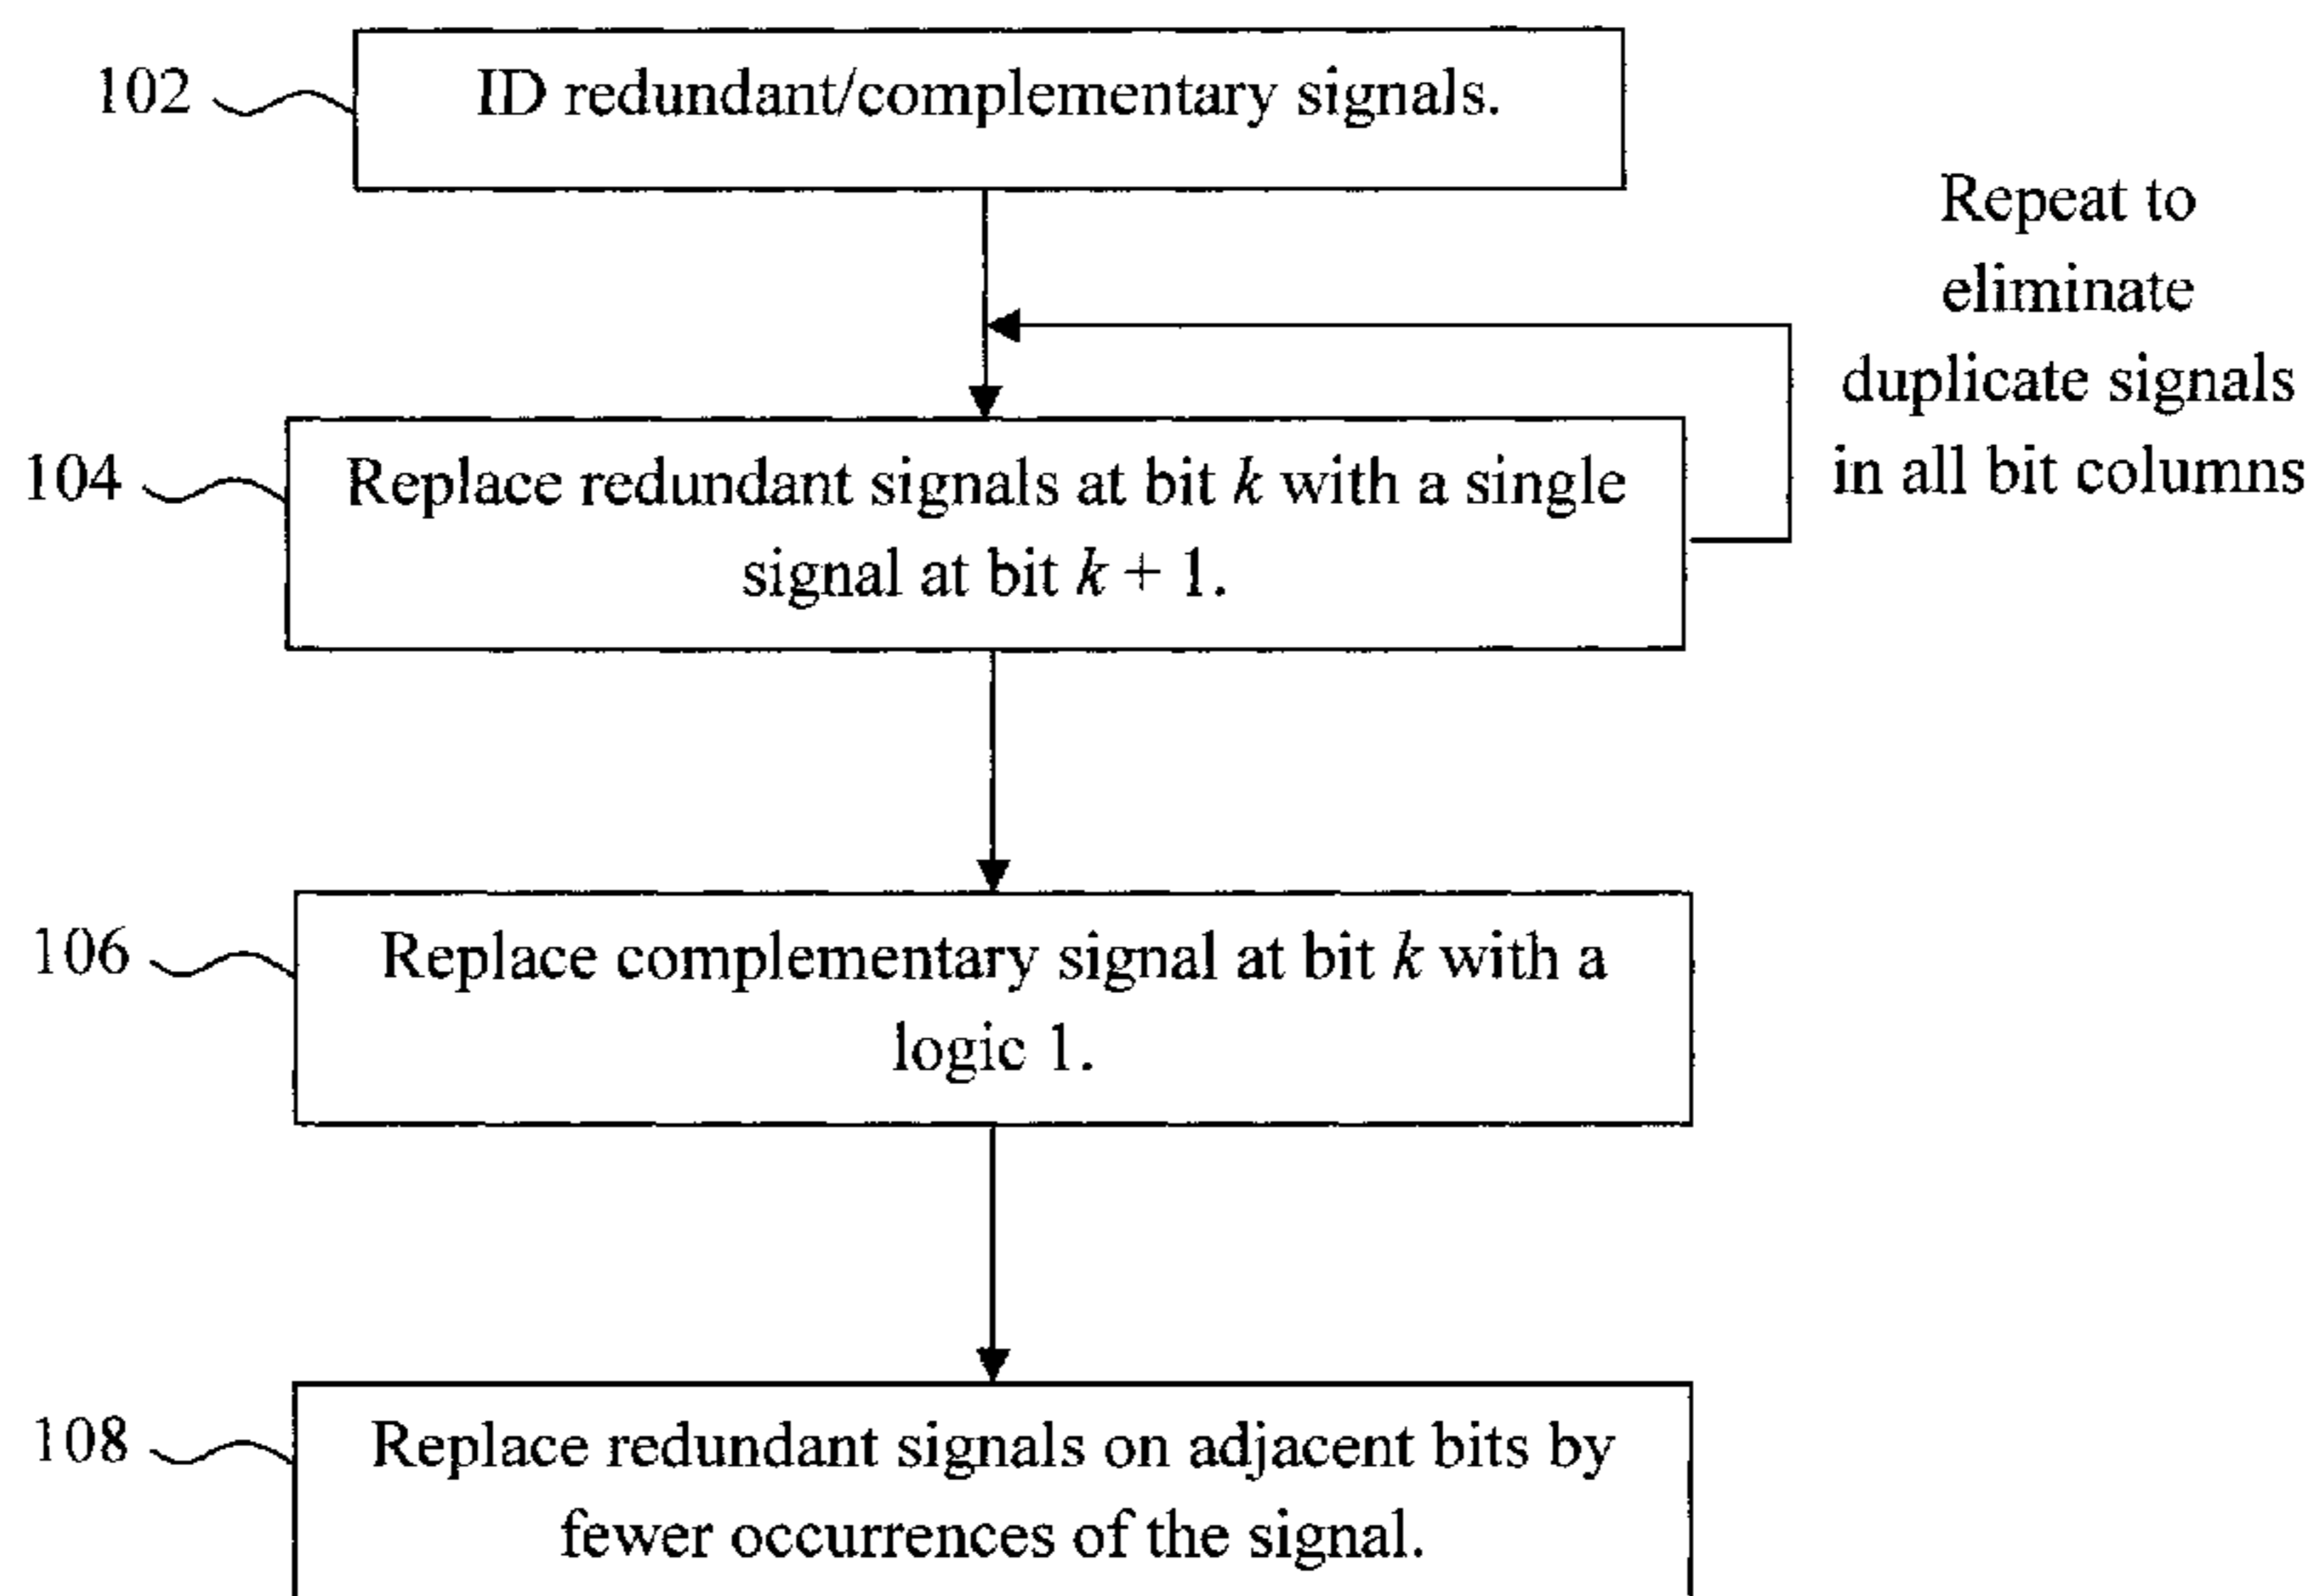 102
ID redundant/complementary signals.
Repeat to
eliminate
duplicate signals
in all bit columns
104
Replace redundant signals at bit k with a single
signal at bit k + 1.
106
Replace complementary signal at bit k with a
logic 1.
108
Replace redundant signals on adjacent bits by
fewer occurrences of the signal.